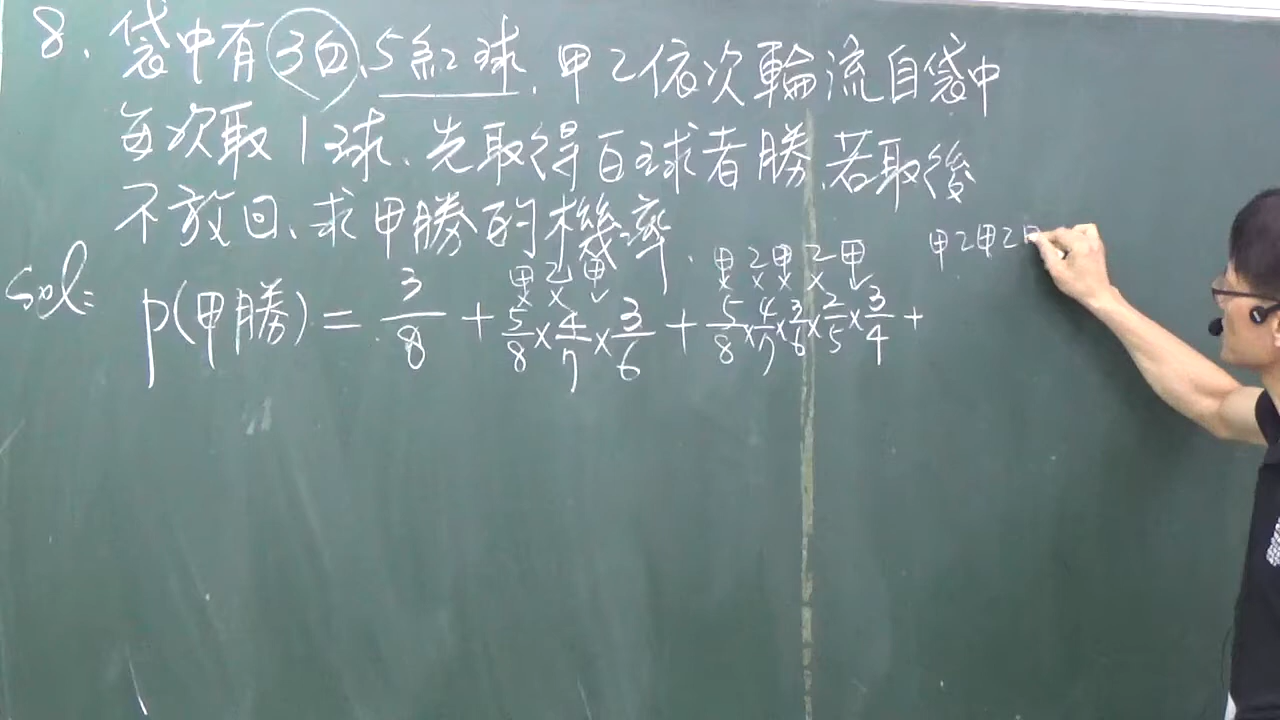 8. 袋中有3白、5紅球. 甲乙依次輪流自袋中
每次取1球、先取得白球者勝、若取後
不放回、求甲勝的機率.
甲乙甲 甲乙甲乙甲 甲乙甲乙甲
× × ✓ × × × × ✓
Sol: P(甲勝) = 3/8 + 5/8 × 4/7 × 3/6 + 5/8 × 4/7 × 3/6 × 2/5 × 3/4 +